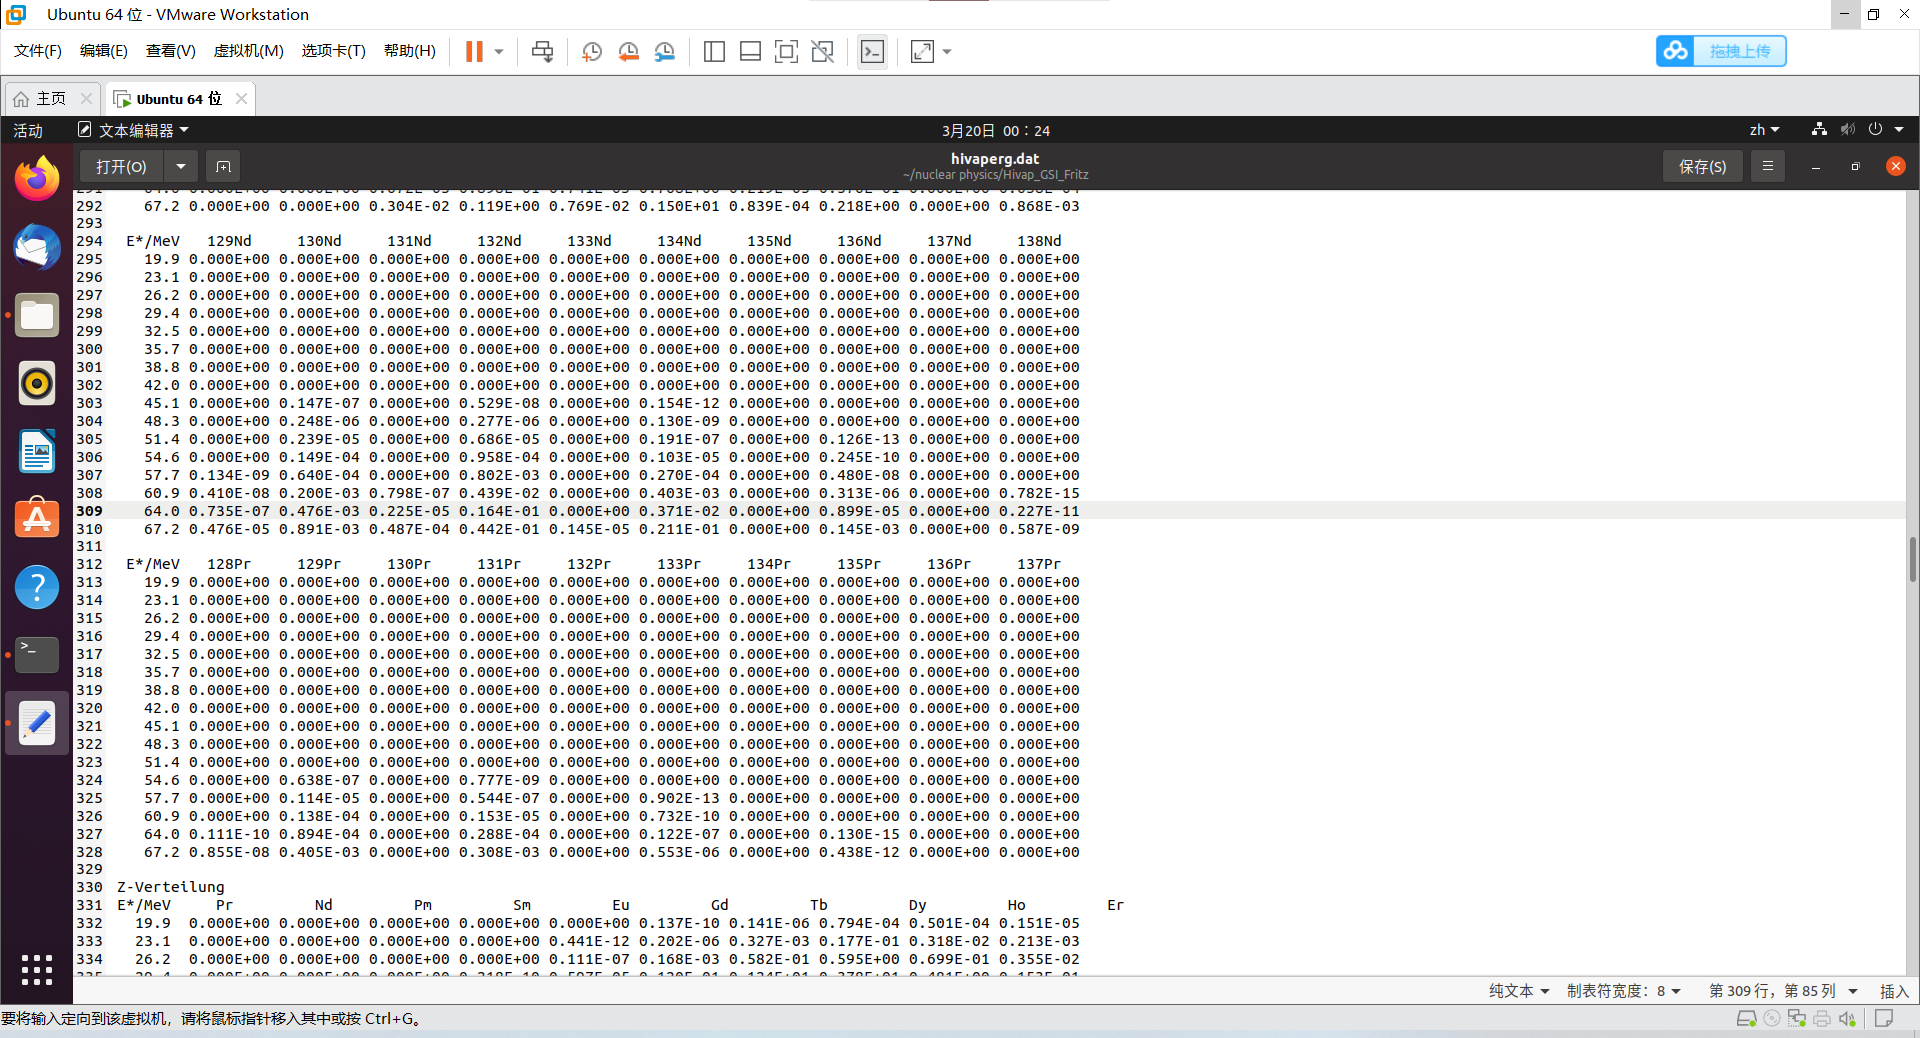 Ubuntu 64 位 - VMware Workstation
文件(F) 编辑(E) 查看(V) 虚拟机(M) 选项卡(T) 帮助(H)
拖拽上传
主页 Ubuntu 64 位
活动 文本编辑器 3月20日 00：24 zh
打开(O) hivaperg.dat 保存(S)
~/nuclear physics/Hivap_GSI_Fritz
292 67.2 0.000E+00 0.000E+00 0.304E-02 0.119E+00 0.769E-02 0.150E+01 0.839E-04 0.218E+00 0.000E+00 0.868E-03
293
294 E*/MeV 129Nd 130Nd 131Nd 132Nd 133Nd 134Nd 135Nd 136Nd 137Nd 138Nd
295 19.9 0.000E+00 0.000E+00 0.000E+00 0.000E+00 0.000E+00 0.000E+00 0.000E+00 0.000E+00 0.000E+00 0.000E+00
296 23.1 0.000E+00 0.000E+00 0.000E+00 0.000E+00 0.000E+00 0.000E+00 0.000E+00 0.000E+00 0.000E+00 0.000E+00
297 26.2 0.000E+00 0.000E+00 0.000E+00 0.000E+00 0.000E+00 0.000E+00 0.000E+00 0.000E+00 0.000E+00 0.000E+00
298 29.4 0.000E+00 0.000E+00 0.000E+00 0.000E+00 0.000E+00 0.000E+00 0.000E+00 0.000E+00 0.000E+00 0.000E+00
299 32.5 0.000E+00 0.000E+00 0.000E+00 0.000E+00 0.000E+00 0.000E+00 0.000E+00 0.000E+00 0.000E+00 0.000E+00
300 35.7 0.000E+00 0.000E+00 0.000E+00 0.000E+00 0.000E+00 0.000E+00 0.000E+00 0.000E+00 0.000E+00 0.000E+00
301 38.8 0.000E+00 0.000E+00 0.000E+00 0.000E+00 0.000E+00 0.000E+00 0.000E+00 0.000E+00 0.000E+00 0.000E+00
302 42.0 0.000E+00 0.000E+00 0.000E+00 0.000E+00 0.000E+00 0.000E+00 0.000E+00 0.000E+00 0.000E+00 0.000E+00
303 45.1 0.000E+00 0.147E-07 0.000E+00 0.529E-08 0.000E+00 0.154E-12 0.000E+00 0.000E+00 0.000E+00 0.000E+00
304 48.3 0.000E+00 0.248E-06 0.000E+00 0.277E-06 0.000E+00 0.130E-09 0.000E+00 0.000E+00 0.000E+00 0.000E+00
305 51.4 0.000E+00 0.239E-05 0.000E+00 0.686E-05 0.000E+00 0.191E-07 0.000E+00 0.126E-13 0.000E+00 0.000E+00
306 54.6 0.000E+00 0.149E-04 0.000E+00 0.958E-04 0.000E+00 0.103E-05 0.000E+00 0.245E-10 0.000E+00 0.000E+00
307 57.7 0.134E-09 0.640E-04 0.000E+00 0.802E-03 0.000E+00 0.270E-04 0.000E+00 0.480E-08 0.000E+00 0.000E+00
308 60.9 0.410E-08 0.200E-03 0.798E-07 0.439E-02 0.000E+00 0.403E-03 0.000E+00 0.313E-06 0.000E+00 0.782E-15
309 64.0 0.735E-07 0.476E-03 0.225E-05 0.164E-01 0.000E+00 0.371E-02 0.000E+00 0.899E-05 0.000E+00 0.227E-11
310 67.2 0.476E-05 0.891E-03 0.487E-04 0.442E-01 0.145E-05 0.211E-01 0.000E+00 0.145E-03 0.000E+00 0.587E-09
311
312 E*/MeV 128Pr 129Pr 130Pr 131Pr 132Pr 133Pr 134Pr 135Pr 136Pr 137Pr
313 19.9 0.000E+00 0.000E+00 0.000E+00 0.000E+00 0.000E+00 0.000E+00 0.000E+00 0.000E+00 0.000E+00 0.000E+00
314 23.1 0.000E+00 0.000E+00 0.000E+00 0.000E+00 0.000E+00 0.000E+00 0.000E+00 0.000E+00 0.000E+00 0.000E+00
315 26.2 0.000E+00 0.000E+00 0.000E+00 0.000E+00 0.000E+00 0.000E+00 0.000E+00 0.000E+00 0.000E+00 0.000E+00
316 29.4 0.000E+00 0.000E+00 0.000E+00 0.000E+00 0.000E+00 0.000E+00 0.000E+00 0.000E+00 0.000E+00 0.000E+00
317 32.5 0.000E+00 0.000E+00 0.000E+00 0.000E+00 0.000E+00 0.000E+00 0.000E+00 0.000E+00 0.000E+00 0.000E+00
318 35.7 0.000E+00 0.000E+00 0.000E+00 0.000E+00 0.000E+00 0.000E+00 0.000E+00 0.000E+00 0.000E+00 0.000E+00
319 38.8 0.000E+00 0.000E+00 0.000E+00 0.000E+00 0.000E+00 0.000E+00 0.000E+00 0.000E+00 0.000E+00 0.000E+00
320 42.0 0.000E+00 0.000E+00 0.000E+00 0.000E+00 0.000E+00 0.000E+00 0.000E+00 0.000E+00 0.000E+00 0.000E+00
321 45.1 0.000E+00 0.000E+00 0.000E+00 0.000E+00 0.000E+00 0.000E+00 0.000E+00 0.000E+00 0.000E+00 0.000E+00
322 48.3 0.000E+00 0.000E+00 0.000E+00 0.000E+00 0.000E+00 0.000E+00 0.000E+00 0.000E+00 0.000E+00 0.000E+00
323 51.4 0.000E+00 0.000E+00 0.000E+00 0.000E+00 0.000E+00 0.000E+00 0.000E+00 0.000E+00 0.000E+00 0.000E+00
324 54.6 0.000E+00 0.638E-07 0.000E+00 0.777E-09 0.000E+00 0.000E+00 0.000E+00 0.000E+00 0.000E+00 0.000E+00
325 57.7 0.000E+00 0.114E-05 0.000E+00 0.544E-07 0.000E+00 0.902E-13 0.000E+00 0.000E+00 0.000E+00 0.000E+00
326 60.9 0.000E+00 0.138E-04 0.000E+00 0.153E-05 0.000E+00 0.732E-10 0.000E+00 0.000E+00 0.000E+00 0.000E+00
327 64.0 0.111E-10 0.894E-04 0.000E+00 0.288E-04 0.000E+00 0.122E-07 0.000E+00 0.130E-15 0.000E+00 0.000E+00
328 67.2 0.855E-08 0.405E-03 0.000E+00 0.308E-03 0.000E+00 0.553E-06 0.000E+00 0.438E-12 0.000E+00 0.000E+00
329
330 Z-Verteilung
331 E*/MeV Pr Nd Pm Sm Eu Gd Tb Dy Ho Er
332 19.9 0.000E+00 0.000E+00 0.000E+00 0.000E+00 0.000E+00 0.137E-10 0.141E-06 0.794E-04 0.501E-04 0.151E-05
333 23.1 0.000E+00 0.000E+00 0.000E+00 0.000E+00 0.441E-12 0.202E-06 0.327E-03 0.177E-01 0.318E-02 0.213E-03
334 26.2 0.000E+00 0.000E+00 0.000E+00 0.000E+00 0.111E-07 0.168E-03 0.582E-01 0.595E+00 0.699E-01 0.355E-02
纯文本 制表符宽度：8 第 309 行，第 85 列 插入
要将输入定向到该虚拟机，请将鼠标指针移入其中或按 Ctrl+G。